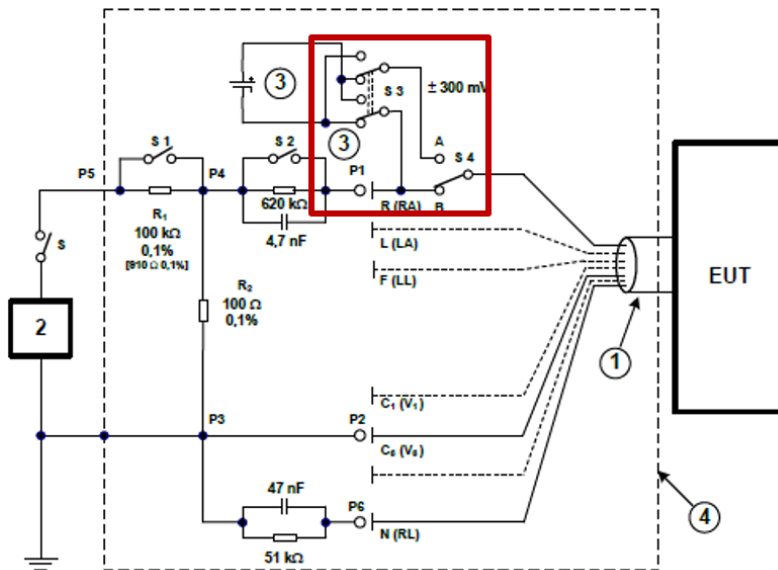 3
S 3
± 300 mV
3
A
S 1
S 2
P1
S 4
P5
P4
R (RA)
B
R₁
100 kΩ
0,1%
[910 Ω 0,1%]
620 kΩ
4,7 nF
L (LA)
F (LL)
S
R₂
100 Ω
0,1%
EUT
2
1
C₁ (V₁)
P3
P2
C₆ (V₆)
47 nF
P6
N (RL)
51 kΩ
4